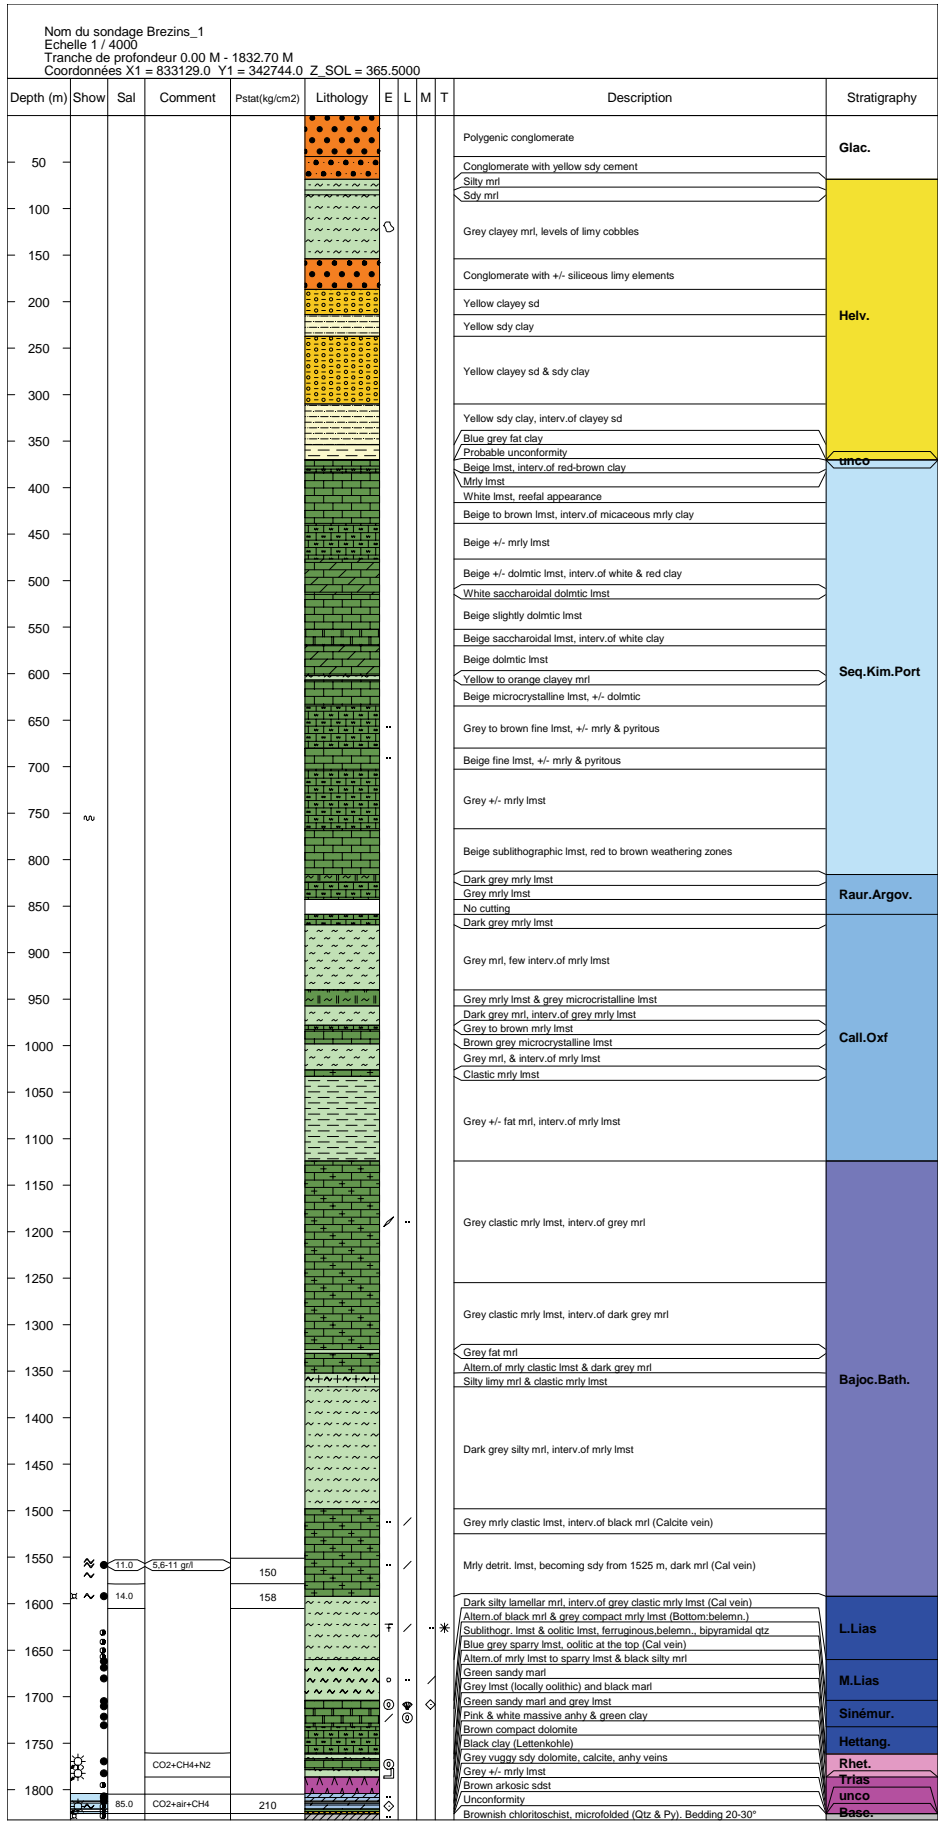 Nom du sondage Brezins_1
Echelle 1 / 4000
Tranche de profondeur 0.00 M - 1832.70 M
Coordonnées X1 = 833129.0 Y1 = 342744.0 Z_SOL = 365.5000
Depth (m) Show Sal Comment Pstat(kg/cm2) Lithology E L M T Description Stratigraphy
Polygenic conglomerate
Glac.
50
Conglomerate with yellow sdy cement
Silty mrl
Sdy mrl
100
Grey clayey mrl, levels of limy cobbles
150
Conglomerate with +/- siliceous limy elements
200
Yellow clayey sd
Helv.
Yellow sdy clay
250
Yellow clayey sd & sdy clay
300
Yellow sdy clay, interv.of clayey sd
350
Blue grey fat clay
Probable unconformity
unco
Beige lmst, interv.of red-brown clay
Mrly lmst
400
White lmst, reefal appearance
Beige to brown lmst, interv.of micaceous mrly clay
450
Beige +/- mrly lmst
Beige +/- dolmtic lmst, interv.of white & red clay
500
White saccharoidal dolmtic lmst
Beige slightly dolmtic lmst
550
Beige saccharoidal lmst, interv.of white clay
Beige dolmtic lmst
600
Seq.Kim.Port
Yellow to orange clayey mrl
Beige microcrystalline lmst, +/- dolmtic
650
Grey to brown fine lmst, +/- mrly & pyritous
Beige fine lmst, +/- mrly & pyritous
700
Grey +/- mrly lmst
750
Beige sublithographic lmst, red to brown weathering zones
800
Dark grey mrly lmst
Grey mrly lmst
Raur.Argov.
850
No cutting
Dark grey mrly lmst
900
Grey mrl, few interv.of mrly lmst
950
Grey mrly lmst & grey microcristalline lmst
Dark grey mrl, interv.of grey mrly lmst
Grey to brown mrly lmst
Call.Oxf
1000
Brown grey microcrystalline lmst
Grey mrl, & interv.of mrly lmst
Clastic mrly lmst
1050
Grey +/- fat mrl, interv.of mrly lmst
1100
1150
1200
Grey clastic mrly lmst, interv.of grey mrl
1250
1300
Grey clastic mrly lmst, interv.of dark grey mrl
Grey fat mrl
1350
Altern.of mrly clastic lmst & dark grey mrl
Silty limy mrl & clastic mrly lmst
Bajoc.Bath.
1400
1450
Dark grey silty mrl, interv.of mrly lmst
1500
Grey mrly clastic lmst, interv.of black mrl (Calcite vein)
1550
11.0 5,6-11 gr/l 150
Mrly detrit. lmst, becoming sdy from 1525 m, dark mrl (Cal vein)
14.0 158
1600
Dark silty lamellar mrl, interv.of grey clastic mrly lmst (Cal vein)
Altern.of black mrl & grey compact mrly lmst (Bottom:belemn.)
Sublithogr. lmst & oolitic lmst, ferruginous,belemn., bipyramidal qtz
L.Lias
Blue grey sparry lmst, oolitic at the top (Cal vein)
1650
Altern.of mrly lmst to sparry lmst & black silty mrl
Green sandy marl
M.Lias
Grey lmst (locally oolithic) and black marl
1700
Green sandy marl and grey lmst
Pink & white massive anhy & green clay
Sinémur.
Brown compact dolomite
Black clay (Lettenkohle)
Hettang.
1750
Grey vuggy sdy dolomite, calcite, anhy veins
CO2+CH4+N2
Rhet.
Grey +/- mrly lmst
Trias
Brown arkosic sdst
1800
Unconformity
unco
85.0 CO2+air+CH4 210
Brownish chloritoschist, microfolded (Qtz & Py). Bedding 20-30°
Base.